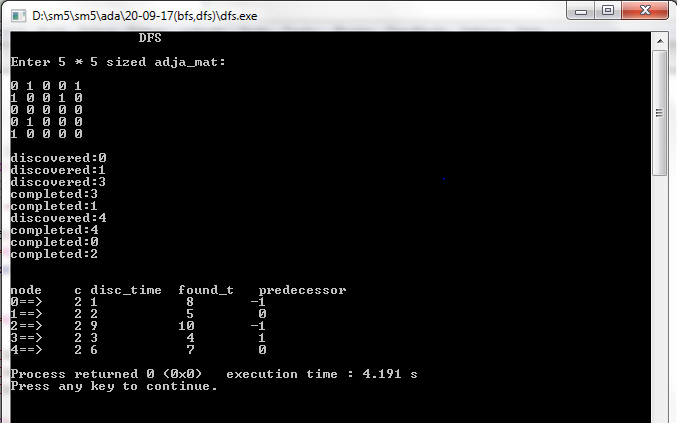 D:\sm5\sm5\ada\20-09-17(bfs,dfs)\dfs.exe
DFS
Enter 5 * 5 sized adja_mat:
0 1 0 0 1
1 0 0 1 0
0 0 0 0 0
0 1 0 0 0
1 0 0 0 0
discovered:0
discovered:1
discovered:3
completed:3
completed:1
discovered:4
completed:4
completed:0
completed:2
node c disc_time found_t predecessor
0==> 2 1 8 -1
1==> 2 2 5 0
2==> 2 9 10 -1
3==> 2 3 4 1
4==> 2 6 7 0
Process returned 0 (0x0) execution time : 4.191 s
Press any key to continue.